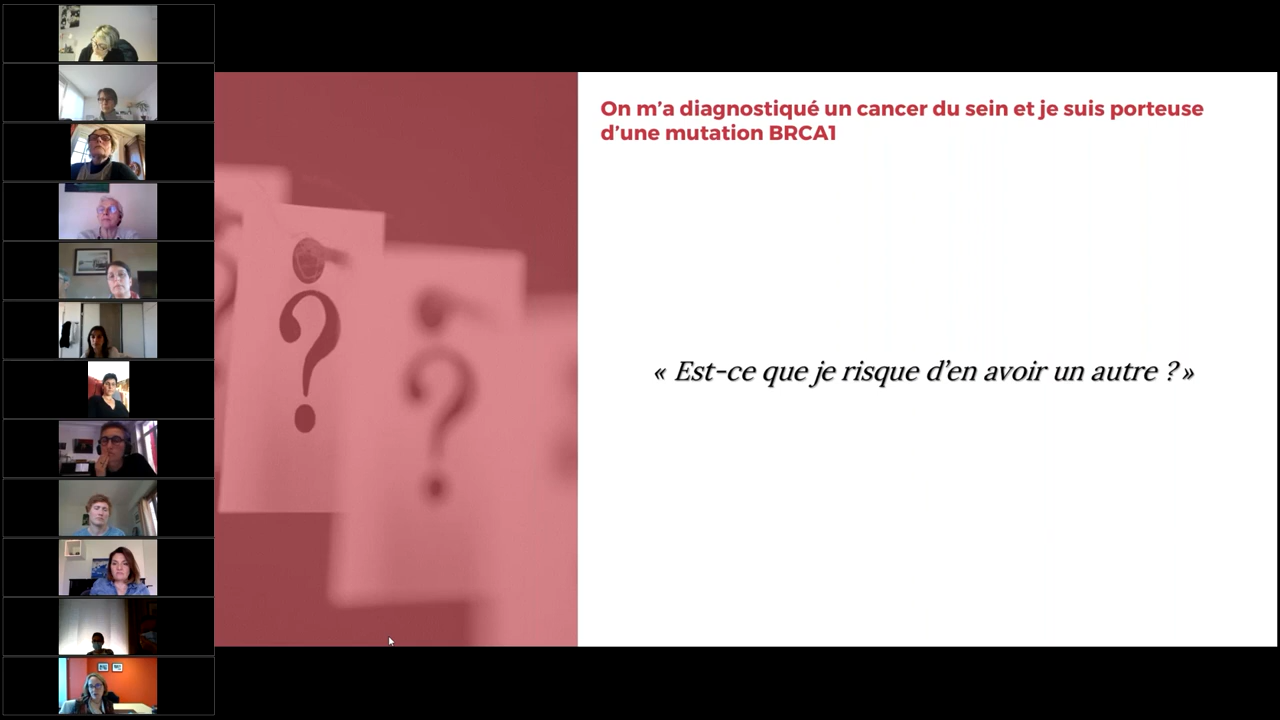 On m'a diagnostiqué un cancer du sein et je suis porteuse
d'une mutation BRCA1
« Est-ce que je risque d'en avoir un autre ? »
? ?